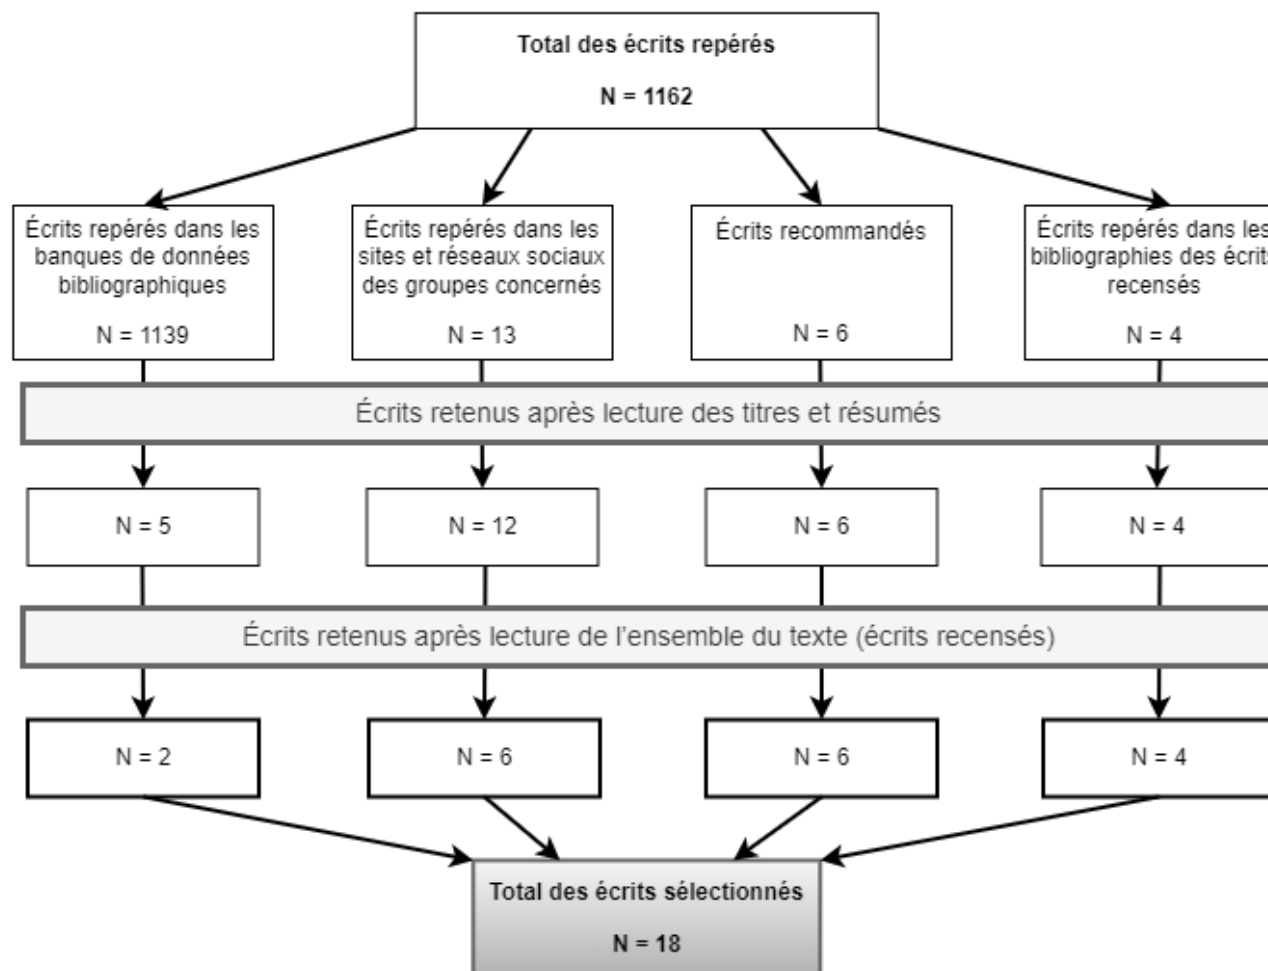 Total des écrits repérés
N = 1162
Écrits repérés dans les
banques de données
bibliographiques
N = 1139
Écrits repérés dans les
sites et réseaux sociaux
des groupes concernés
N = 13
Écrits recommandés
N = 6
Écrits repérés dans les
bibliographies des écrits
recensés
N = 4
Écrits retenus après lecture des titres et résumés
N = 5
N = 12
N = 6
N = 4
Écrits retenus après lecture de l’ensemble du texte (écrits recensés)
N = 2
N = 6
N = 6
N = 4
Total des écrits sélectionnés
N = 18